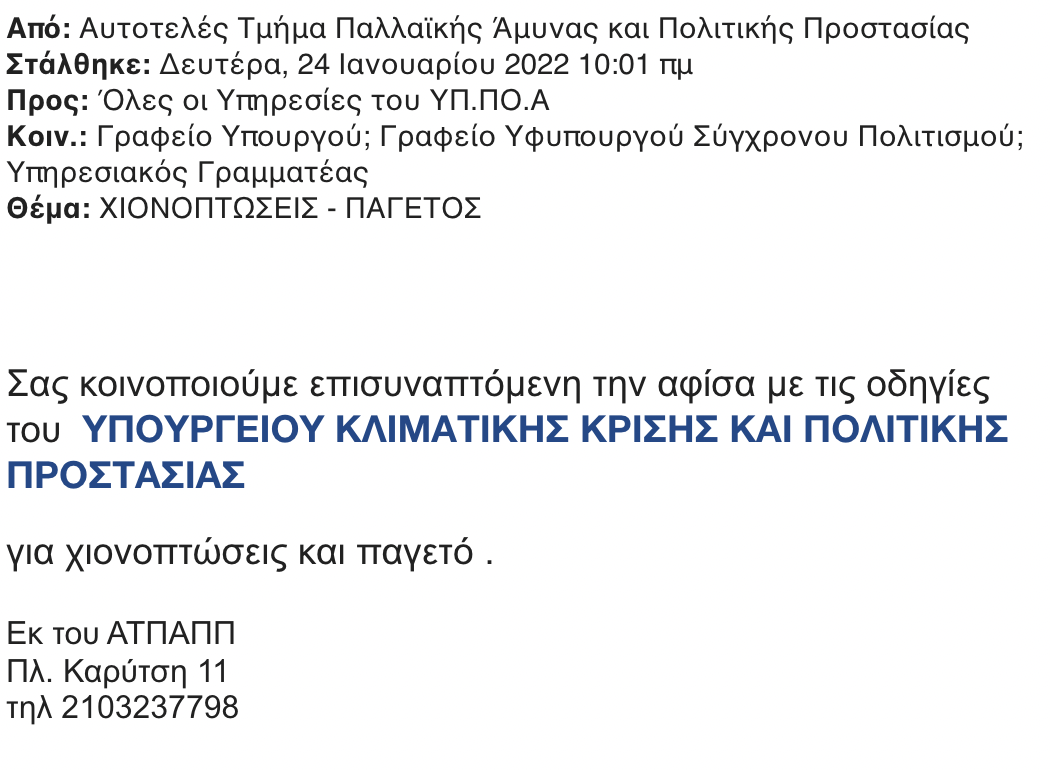 Από: Αυτοτελές Τμήμα Παλλαϊκής Άμυνας και Πολιτικής Προστασίας
Στάλθηκε: Δευτέρα, 24 Ιανουαρίου 2022 10:01 πμ
Προς: Όλες οι Υπηρεσίες του ΥΠ.ΠΟ.Α
Κοιν.: Γραφείο Υπουργού; Γραφείο Υφυπουργού Σύγχρονου Πολιτισμού;
Υπηρεσιακός Γραμματέας
Θέμα: ΧΙΟΝΟΠΤΩΣΕΙΣ - ΠΑΓΕΤΟΣ
Σας κοινοποιούμε επισυναπτόμενη την αφίσα με τις οδηγίες
του ΥΠΟΥΡΓΕΙΟΥ ΚΛΙΜΑΤΙΚΗΣ ΚΡΙΣΗΣ ΚΑΙ ΠΟΛΙΤΙΚΗΣ
ΠΡΟΣΤΑΣΙΑΣ
για χιονοπτώσεις και παγετό .
Εκ του ΑΤΠΑΠΠ
Πλ. Καρύτση 11
τηλ 2103237798